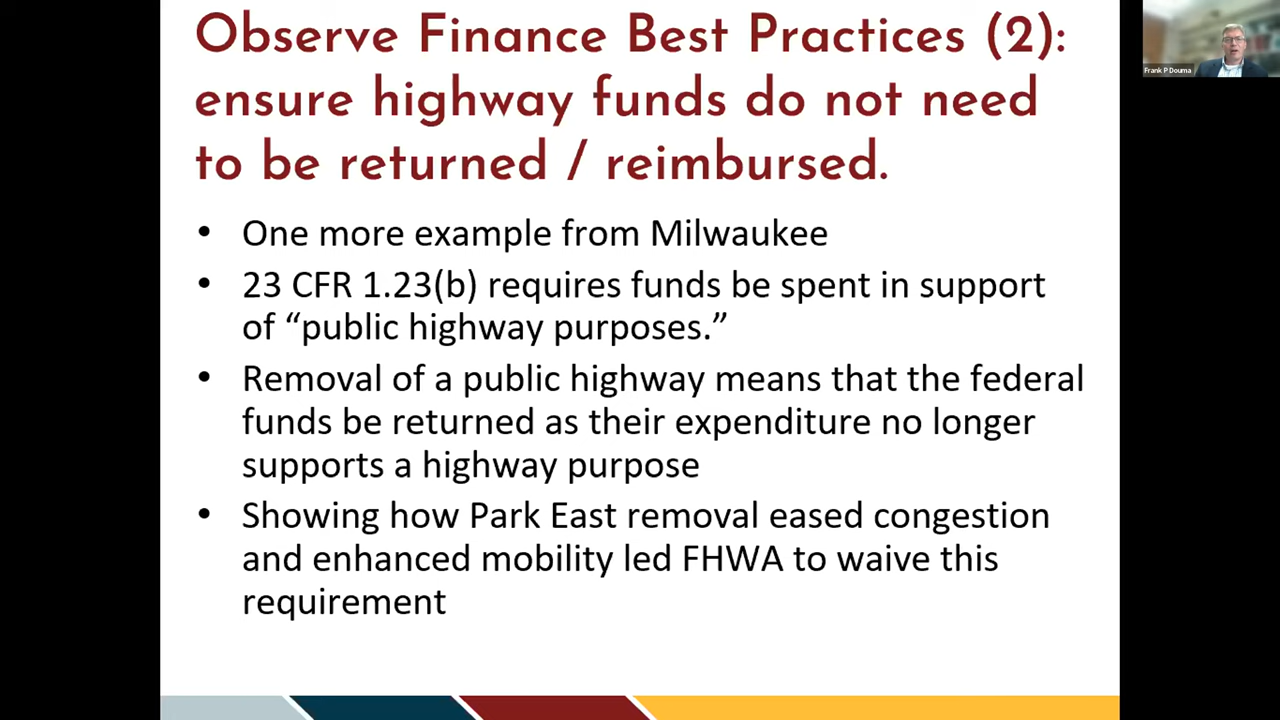 Observe Finance Best Practices (2):
ensure highway funds do not need
to be returned / reimbursed.
• One more example from Milwaukee
• 23 CFR 1.23(b) requires funds be spent in support
of “public highway purposes.”
• Removal of a public highway means that the federal
funds be returned as their expenditure no longer
supports a highway purpose
• Showing how Park East removal eased congestion
and enhanced mobility led FHWA to waive this
requirement
Frank P Douma